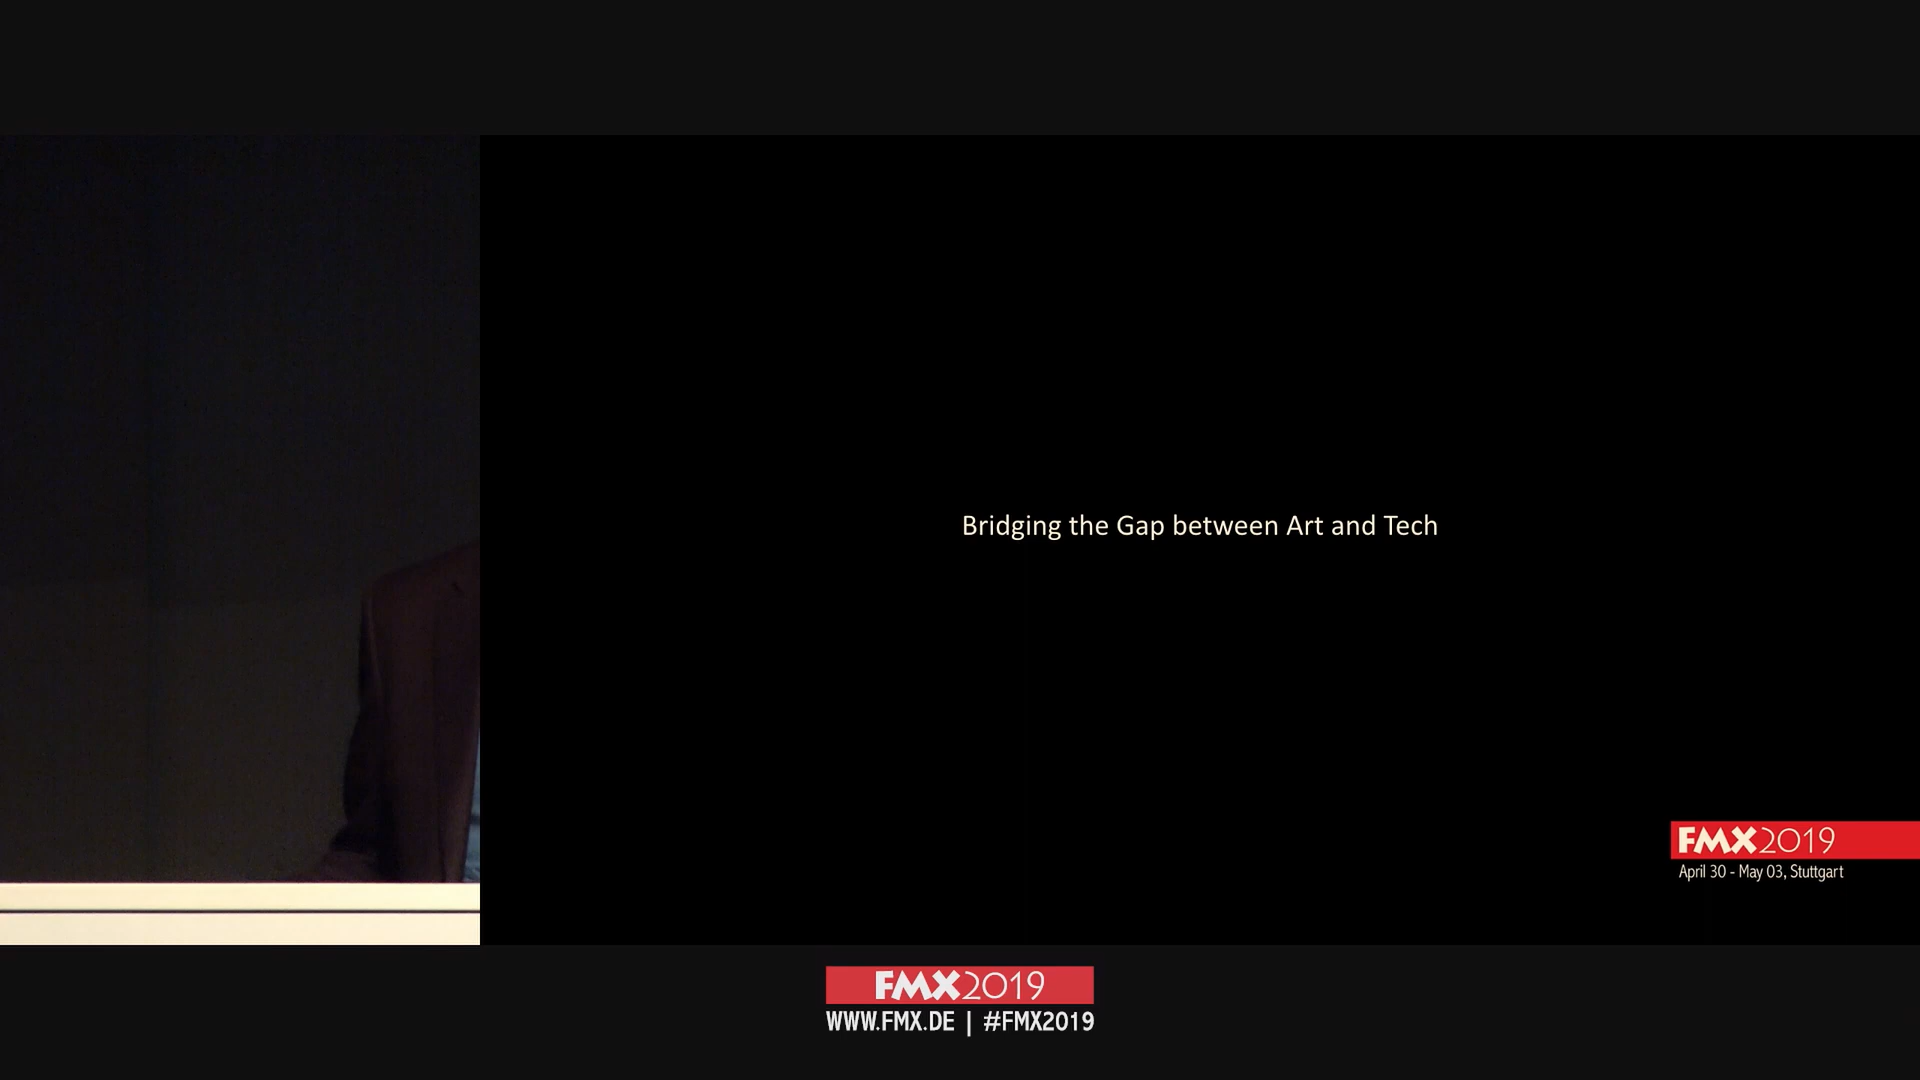 Bridging the Gap between Art and Tech
FMX2019
April 30 - May 03, Stuttgart
FMX2019
WWW.FMX.DE | #FMX2019